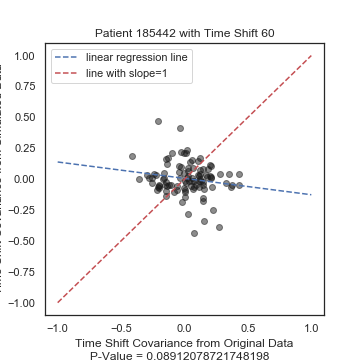 Patient 185442 with Time Shift 60
linear regression line
line with slope=1
1.00
0.75
0.50
0.25
0.00
−0.25
−0.50
−0.75
−1.00
−1.0
−0.5
0.0
0.5
1.0
Time Shift Covariance from Original Data
P-Value = 0.08912078721748198